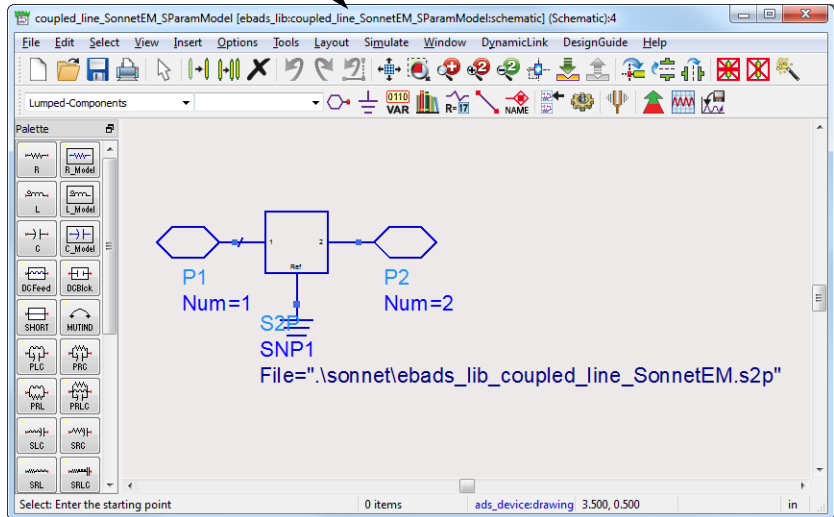 coupled_line_SonnetEM_SParamModel [ebads_lib:coupled_line_SonnetEM_SParamModel:schematic] (Schematic):4
File Edit Select View Insert Options Tools Layout Simulate Window DynamicLink DesignGuide Help
Lumped-Components
0110
VAR
R=17
NAME
Palette
R R_Model
L L_Model
C C_Model
DCFeed DCBlck
SHORT MUTIND
PLC PRC
PRL PRLC
SLC SRC
SRL SRLC
1 2
Ref
P1
Num=1
P2
Num=2
S2P
SNP1
File=".\sonnet\ebads_lib_coupled_line_SonnetEM.s2p"
Select: Enter the starting point 0 items ads_device:drawing 3.500, 0.500 in